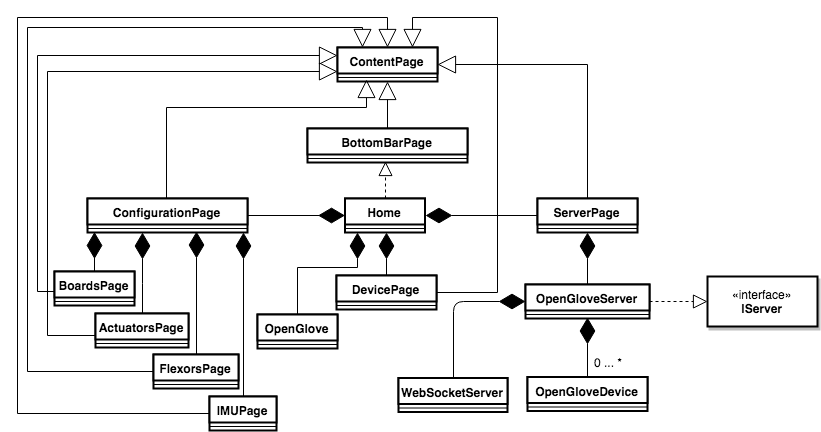 ContentPage
BottomBarPage
ConfigurationPage
Home
ServerPage
BoardsPage
DevicePage
OpenGloveServer
«interface»
IServer
ActuatorsPage
OpenGlove
FlexorsPage
0 ... *
WebSocketServer
OpenGloveDevice
IMUPage